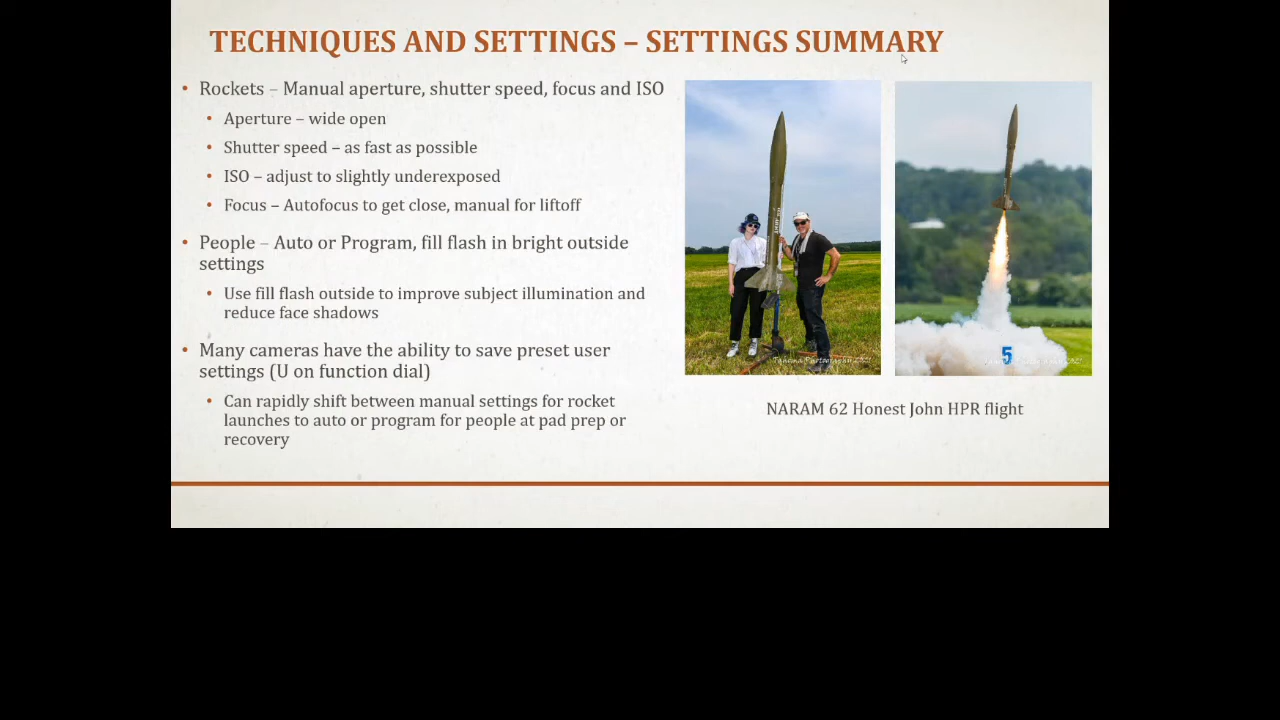 TECHNIQUES AND SETTINGS – SETTINGS SUMMARY
• Rockets – Manual aperture, shutter speed, focus and ISO
• Aperture – wide open
• Shutter speed – as fast as possible
• ISO – adjust to slightly underexposed
• Focus – Autofocus to get close, manual for liftoff
• People – Auto or Program, fill flash in bright outside
settings
• Use fill flash outside to improve subject illumination and
reduce face shadows
• Many cameras have the ability to save preset user
settings (U on function dial)
• Can rapidly shift between manual settings for rocket
launches to auto or program for people at pad prep or
recovery
5
NARAM 62 Honest John HPR flight